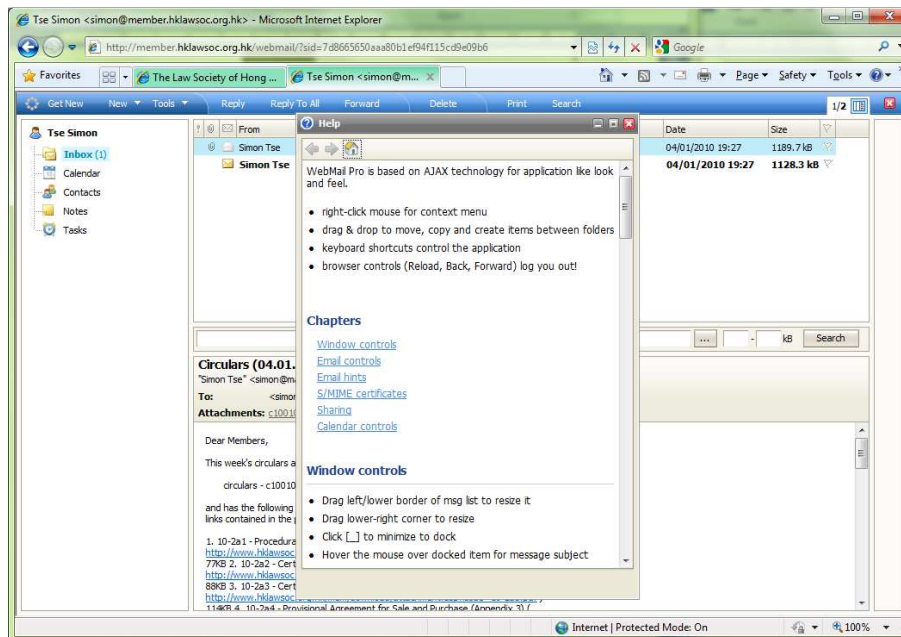 Tse Simon <simon@member.hklawsoc.org.hk> - Microsoft Internet Explorer
http://member.hklawsoc.org.hk/webmail/?sid=7d8665650aaa80b1ef94f115cd9e09b6
Google
Favorites
The Law Society of Hong ...
Tse Simon <simon@m...
Page
Safety
Tools
Get New
New
Tools
Reply
Reply To All
Forward
Delete
Print
Search
1/2
Tse Simon
Inbox (1)
Calendar
Contacts
Notes
Tasks
! From
Date
Size
Simon Tse
04/01/2010 19:27
1189.7 kB
Simon Tse
04/01/2010 19:27
1128.3 kB
Help
WebMail Pro is based on AJAX technology for application like look
and feel.
• right-click mouse for context menu
• drag & drop to move, copy and create items between folders
• keyboard shortcuts control the application
• browser controls (Reload, Back, Forward) log you out!
Chapters
Window controls
Email controls
Email hints
S/MIME certificates
Sharing
Calendar controls
Window controls
• Drag left/lower border of msg list to resize it
• Drag lower-right corner to resize
• Click [_] to minimize to dock
• Hover the mouse over docked item for message subject
...
-
kB
Search
Circulars (04.01.
"Simon Tse" <simon@m
To: <simo
Attachments: c1001
Dear Members,
This week's circulars a
circulars - c10010
and has the following
links contained in the
1. 10-2a1 - Procedura
http://www.hklawsoc.
77KB 2. 10-2a2 - Cert
http://www.hklawsoc.
88KB 3. 10-2a3 - Cert
114KB 4. 10-2a4 - Provisional Agreement for Sale and Purchase (Appendix 3) (
Internet | Protected Mode: On
100%